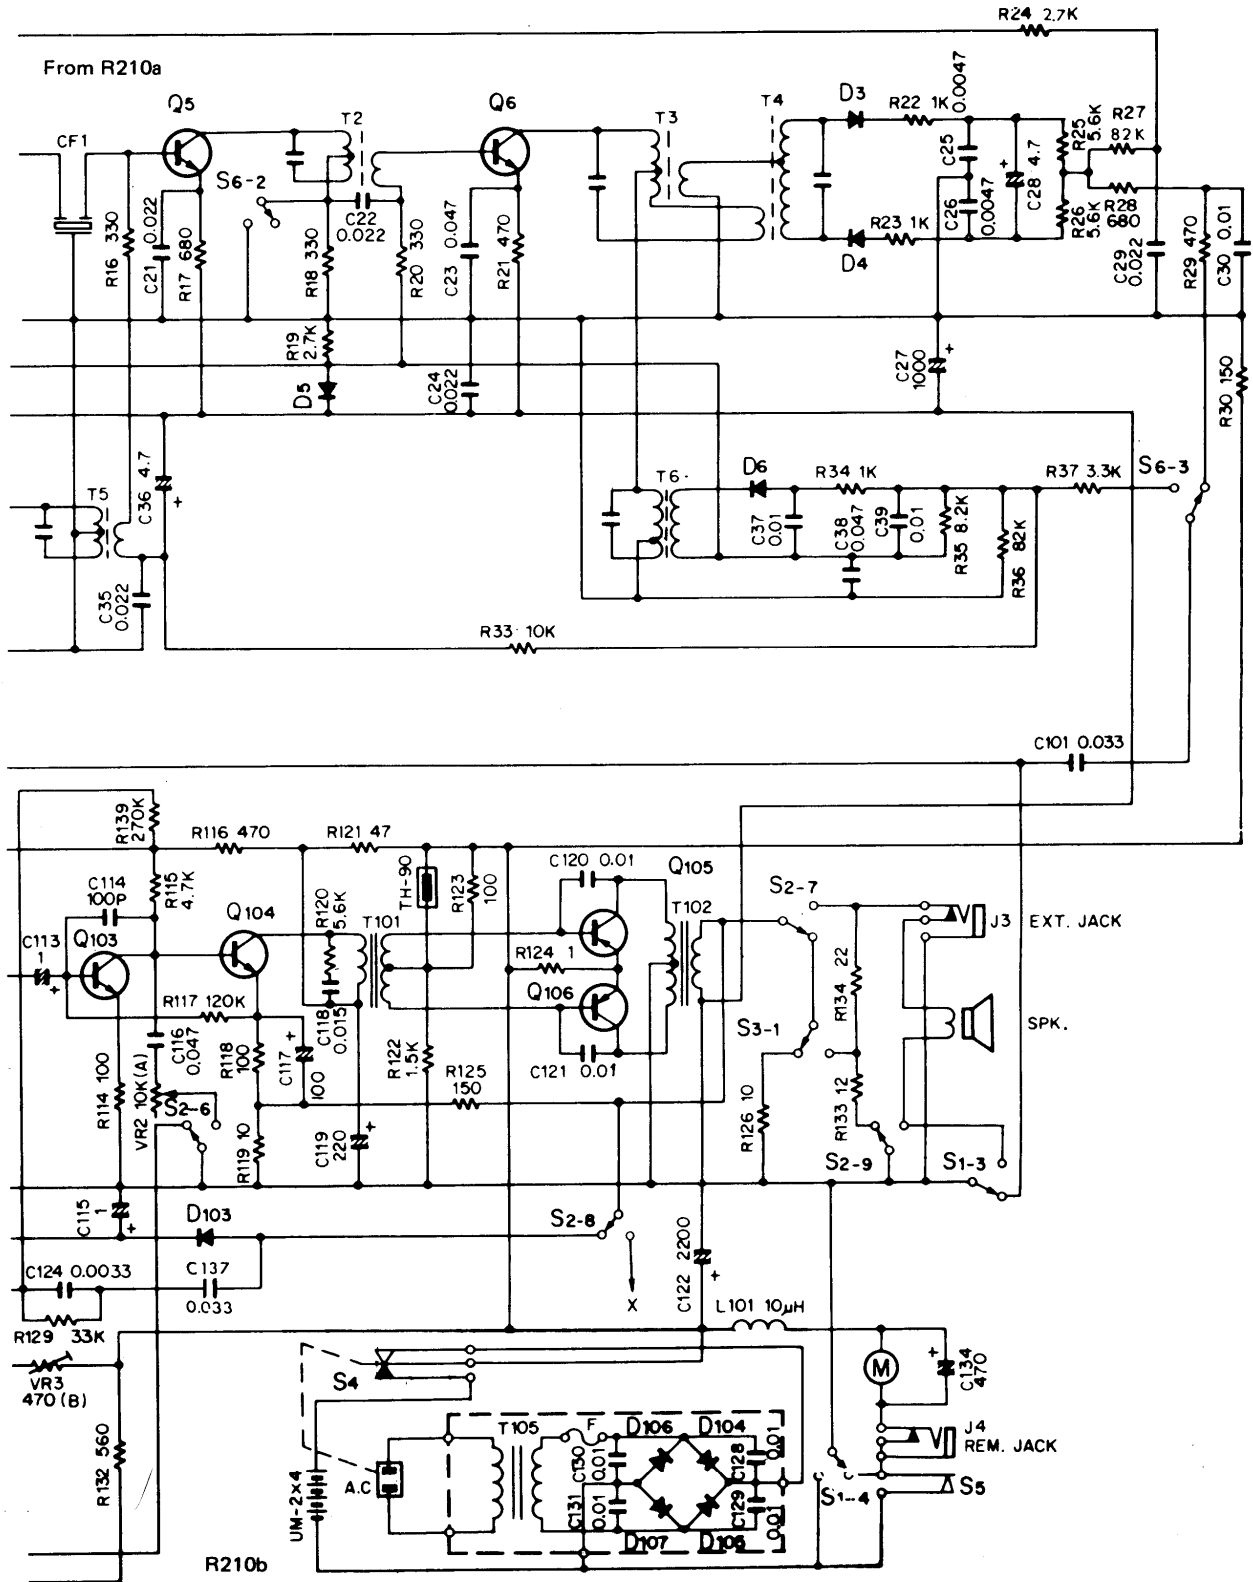 R24 2.7K
From R210a
Q5
Q6
T2
T3
T4
D3
R22 1K
0.0047
C25
R25
5.6K
R27
82K
CF1
S6-2
C22
0.022
C26
0.0047
C28 4.7
R26
5.6K
R28
680
R16 330
C21 0.022
R17 680
R18 330
R20 330
C23 0.047
R21 470
R23 1K
D4
C29
0.022
R29 470
C30 0.01
R19
2.7K
D5
C24
0.022
C27
1000
R30 150
T5
C36 4.7
T6
D6
R34 1K
R37 3.3K
S6-3
C37
0.01
C38
0.047
C39
0.01
R35 8.2K
R36 82K
C35
0.022
R33 10K
C101 0.033
R139
270K
R116 470
R121 47
TH-90
R123
100
C120 0.01
Q105
S2-7
C114
100P
R115
4.7K
Q104
R120
5.6K
T101
T102
J3 EXT. JACK
C113
1
Q103
R124 1
Q106
R134 22
R117 120K
C118
0.015
SPK.
S3-1
C116
0.047
R118
100
C117
100
R122
1.5K
C121 0.01
R125
150
R114 100
VR2 10K(A)
S2-6
R119 10
C119
220
R126 10
R133 12
S2-9
S1-3
C115
1
D103
S2-8
C122 2200
C124 0.0033
C137
0.033
X
L101 10µH
R129 33K
VR3
470(B)
S4
M
C134
470
T105
F
D106
D104
J4
REM. JACK
R132 560
UM-2x4
A.C
C130
0.01
C131
0.01
C128
0.01
C129
0.01
S1-4
S5
D107
D105
R210b